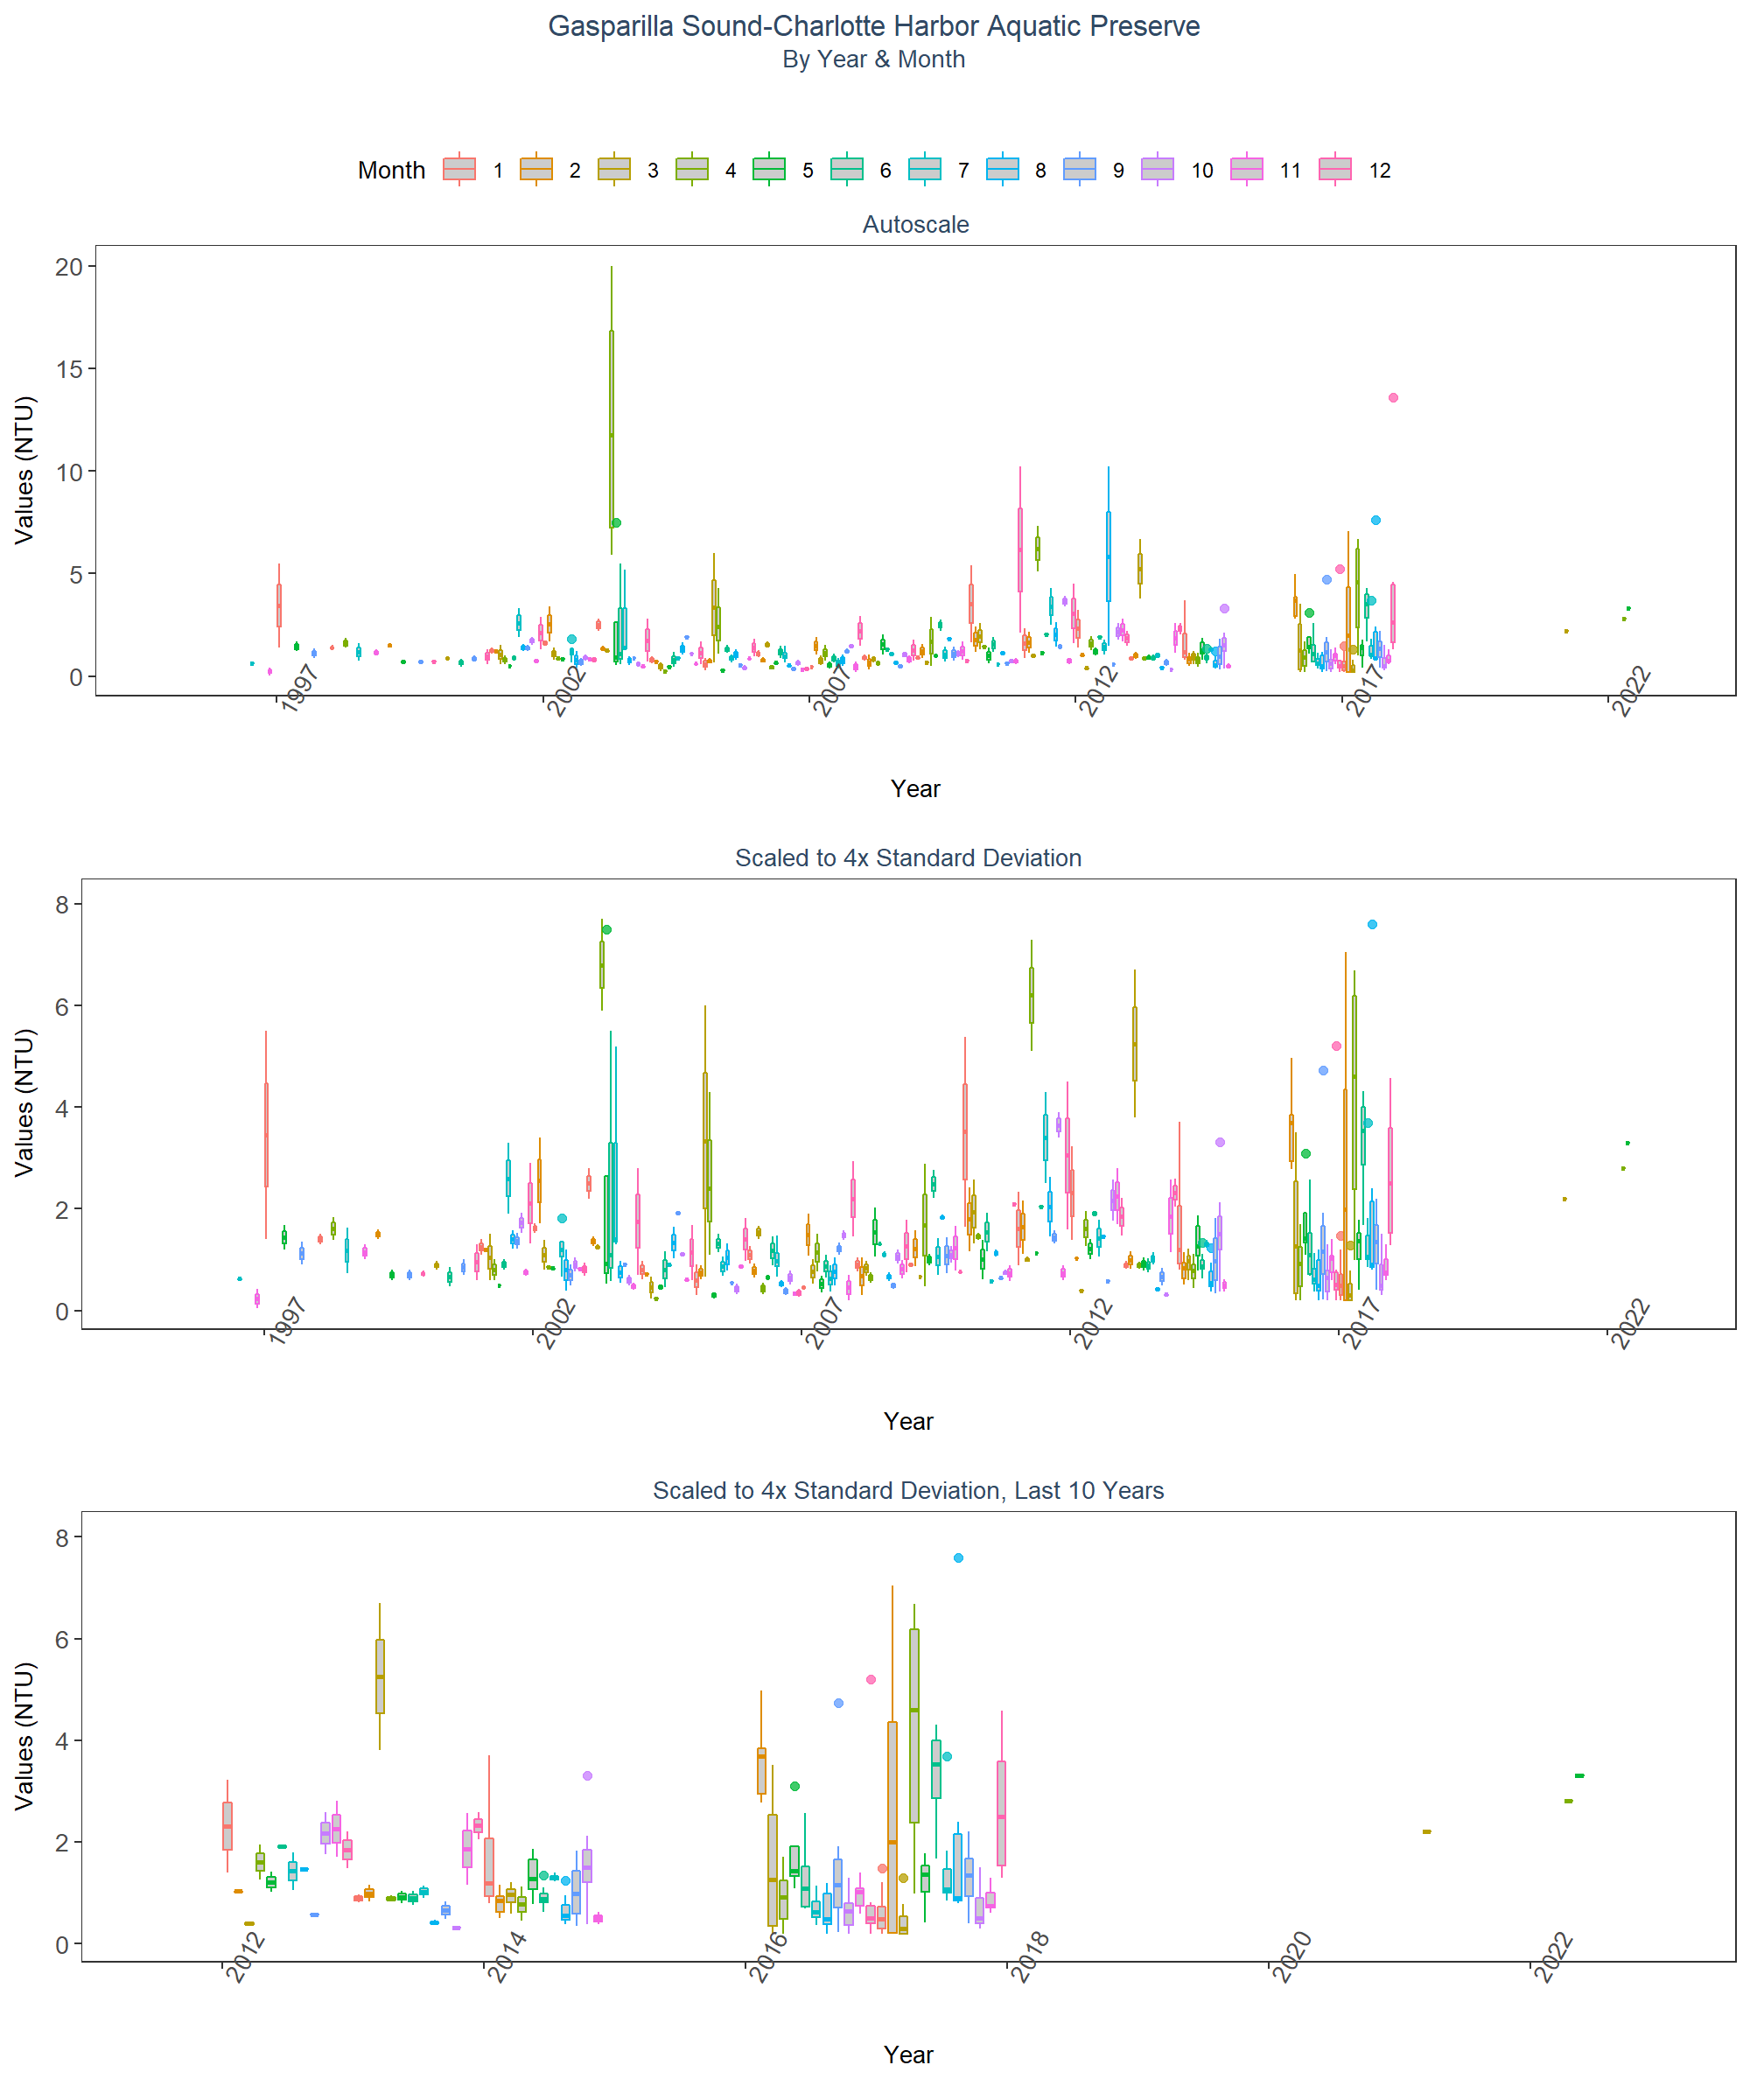 Gasparilla Sound-Charlotte Harbor Aquatic Preserve
By Year & Month
Month 1 2 3 4 5 6 7 8 9 10 11 12
Autoscale
Values (NTU)
20
15
10
5
0
1997 2002 2007 2012 2017 2022
Year
Scaled to 4x Standard Deviation
Values (NTU)
8
6
4
2
0
1997 2002 2007 2012 2017 2022
Year
Scaled to 4x Standard Deviation, Last 10 Years
Values (NTU)
8
6
4
2
0
2012 2014 2016 2018 2020 2022
Year